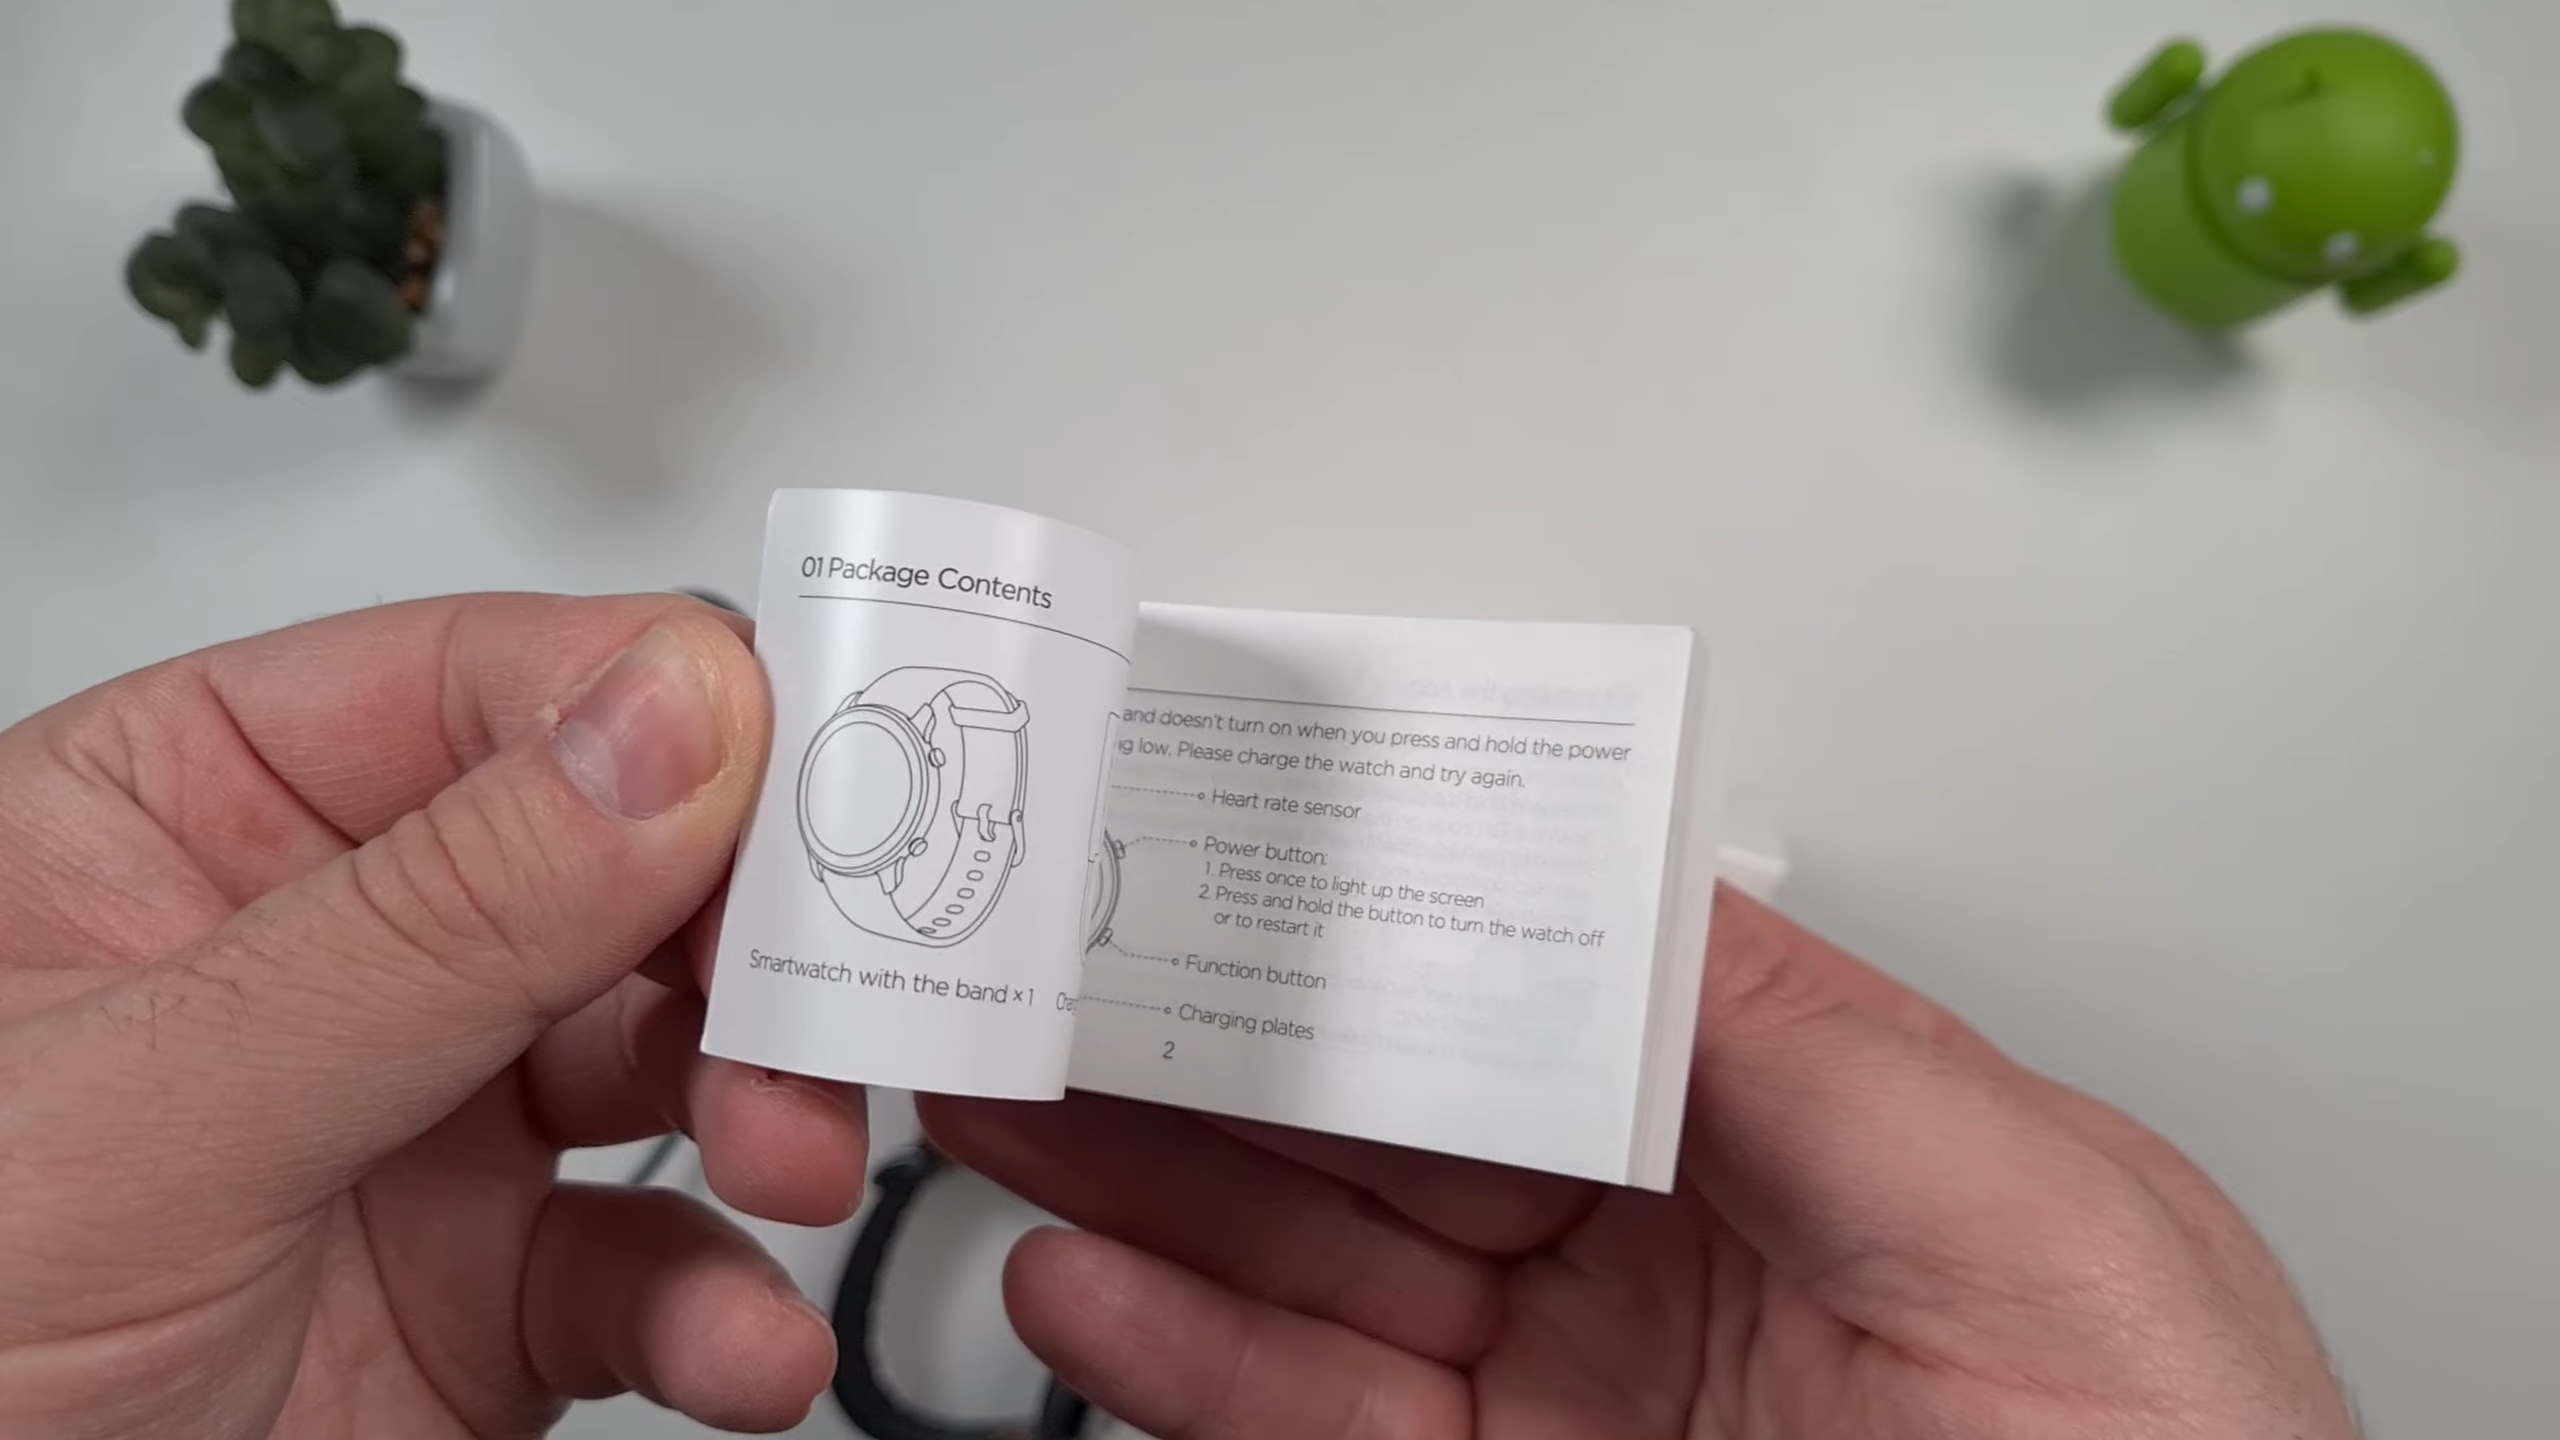 01 Package Contents
Smartwatch with the band × 1
and doesn't turn on when you press and hold the power
low. Please charge the watch and try again.
Heart rate sensor
Power button:
1. Press once to light up the screen
2. Press and hold the button to turn the watch off
or to restart it
Function button
Charging plates
2